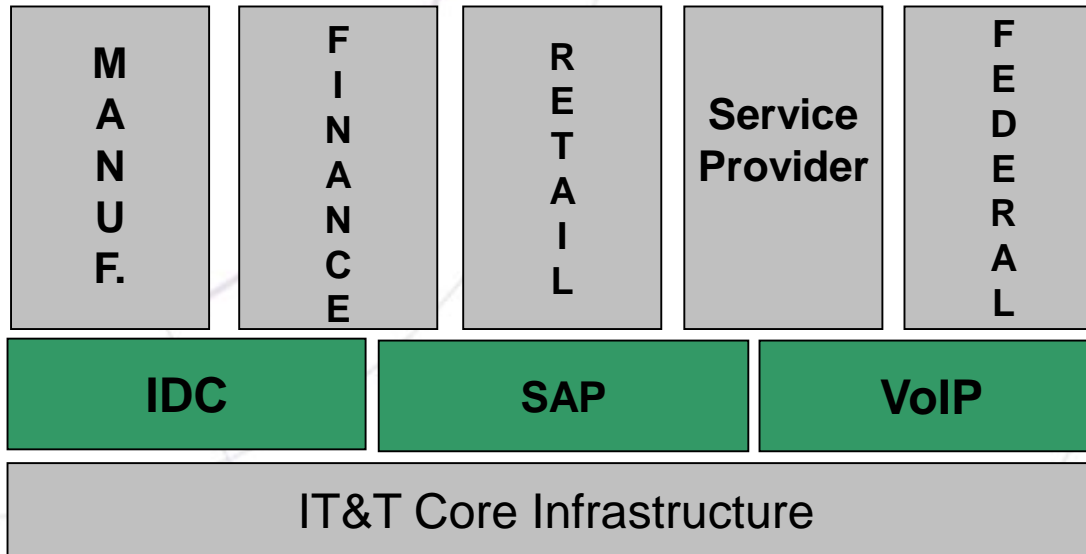 MANUF.
FINANCE
RETAIL
Service
Provider
FEDERAL
IDC
SAP
VoIP
IT&T Core Infrastructure